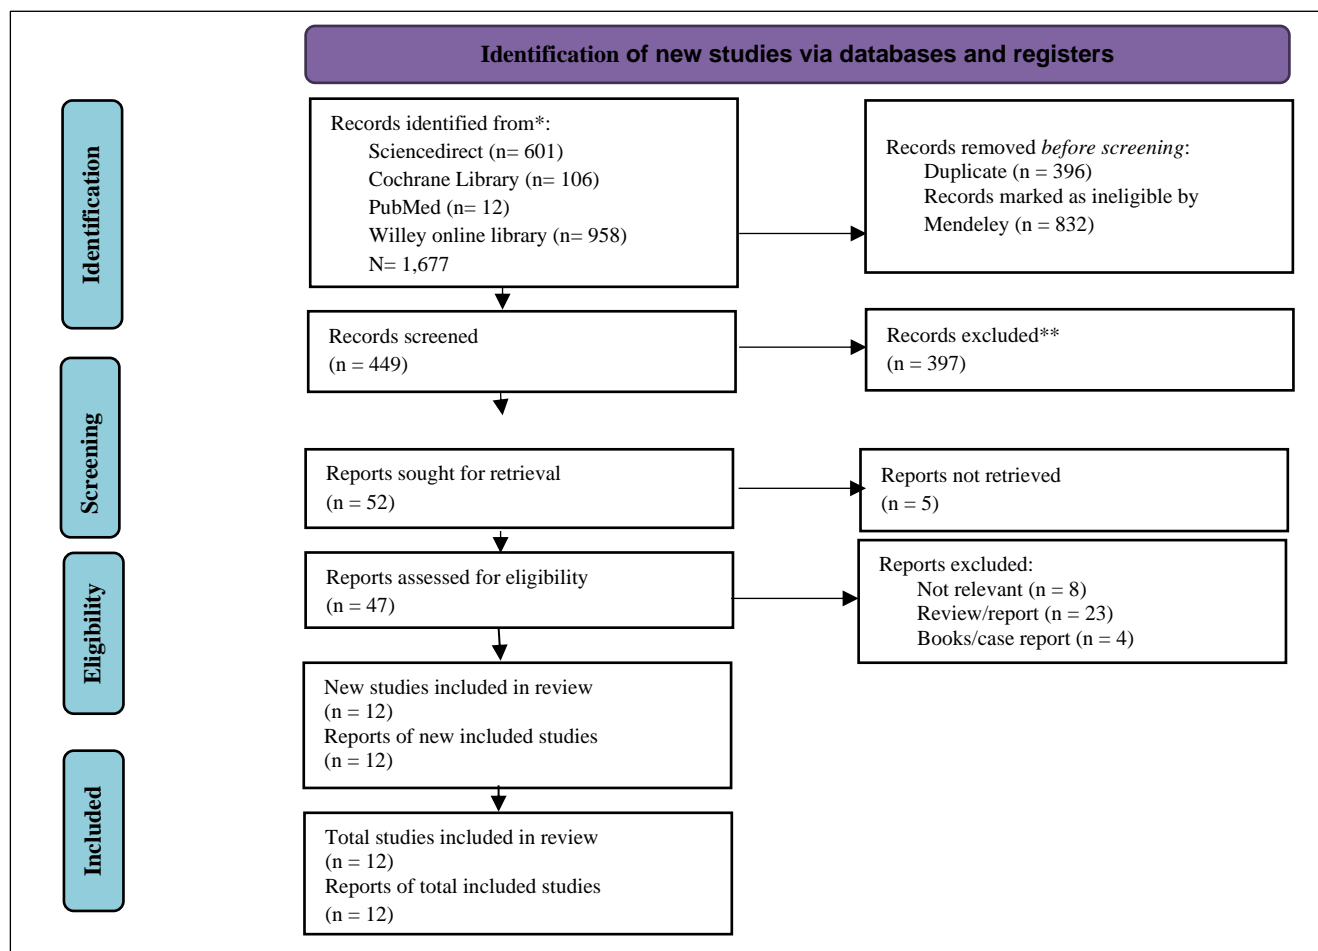 Identification of new studies via databases and registers
Identification
Records identified from*:
Sciencedirect (n= 601)
Cochrane Library (n= 106)
PubMed (n= 12)
Willey online library (n= 958)
N= 1,677
Records removed before screening:
Duplicate (n = 396)
Records marked as ineligible by
Mendeley (n = 832)
Screening
Records screened
(n = 449)
Records excluded**
(n = 397)
Reports sought for retrieval
(n = 52)
Reports not retrieved
(n = 5)
Eligibility
Reports assessed for eligibility
(n = 47)
Reports excluded:
Not relevant (n = 8)
Review/report (n = 23)
Books/case report (n = 4)
New studies included in review
(n = 12)
Reports of new included studies
(n = 12)
Included
Total studies included in review
(n = 12)
Reports of total included studies
(n = 12)